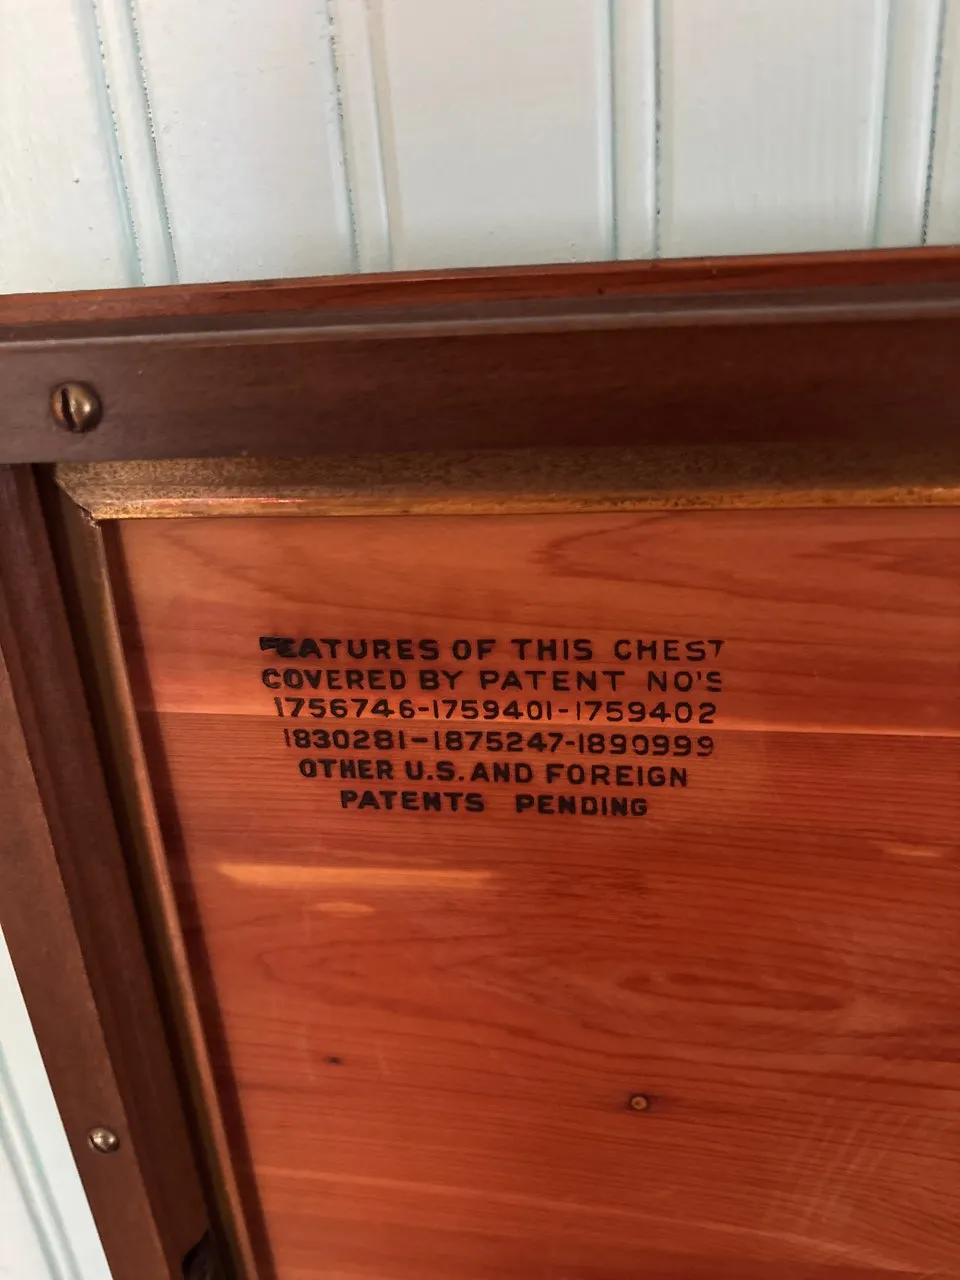 FEATURES OF THIS CHEST
COVERED BY PATENT NO'S
1756746-1759401-1759402
1830281-1875247-1890999
OTHER U.S. AND FOREIGN
PATENTS PENDING